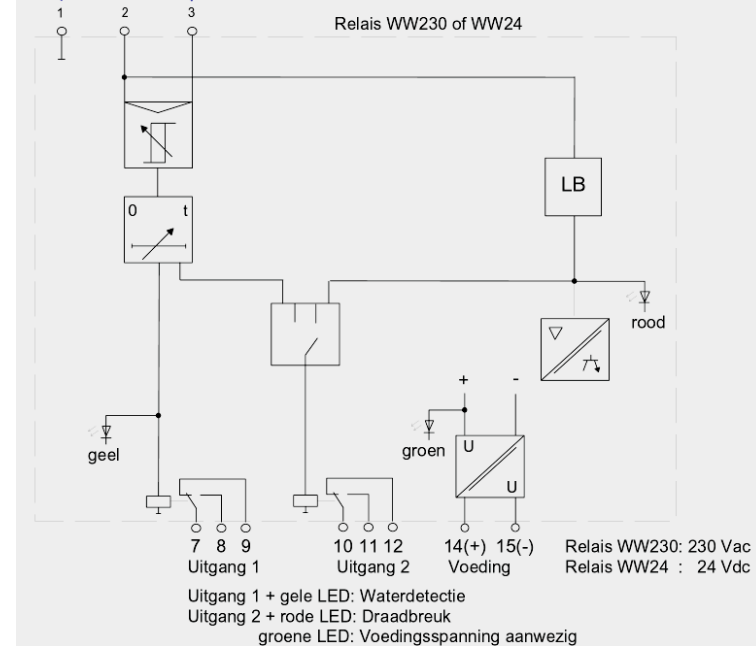 1 2 3
Relais WW230 of WW24
LB
0 t
rood
+ -
geel
groen
U
U
7 8 9 10 11 12 14(+) 15(-) Relais WW230: 230 Vac
Uitgang 1 Uitgang 2 Voeding Relais WW24 : 24 Vdc
Uitgang 1 + gele LED: Waterdetectie
Uitgang 2 + rode LED: Draadbreuk
groene LED: Voedingsspanning aanwezig